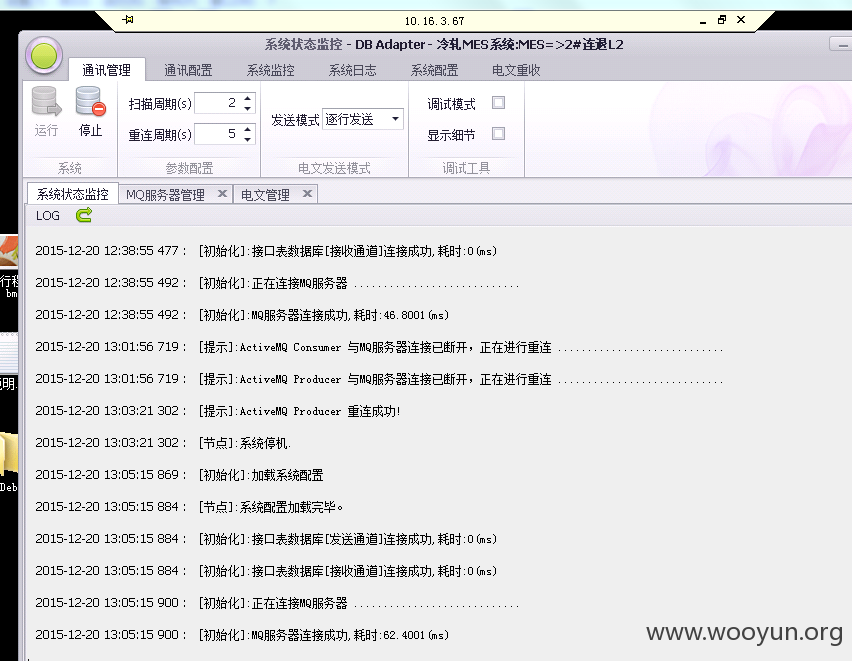 10.16.3.67
系统状态监控 - DB Adapter - 冷轧MES系统:MES=>2#连退L2
通讯管理 通讯配置 系统监控 系统日志 系统配置 电文重收
扫描周期(s) 2 调试模式
发送模式 逐行发送
运行 停止 重连周期(s) 5 显示细节
系统 参数配置 电文发送模式 调试工具
系统状态监控 MQ服务器管理 电文管理
LOG
2015-12-20 12:38:55 477 : [初始化]:接口表数据库[接收通道]连接成功,耗时:0(ms)
行程
2015-12-20 12:38:55 492 : [初始化]:正在连接MQ服务器 ............................
bm
2015-12-20 12:38:55 492 : [初始化]:MQ服务器连接成功,耗时:46.8001(ms)
2015-12-20 13:01:56 719 : [提示]:ActiveMQ Consumer 与MQ服务器连接已断开，正在进行重连 ............................
2015-12-20 13:01:56 719 : [提示]:ActiveMQ Producer 与MQ服务器连接已断开，正在进行重连 ............................
说明.
2015-12-20 13:03:21 302 : [提示]:ActiveMQ Producer 重连成功!
2015-12-20 13:03:21 302 : [节点]:系统停机.
2015-12-20 13:05:15 869 : [初始化]:加载系统配置
Deb
2015-12-20 13:05:15 884 : [节点]:系统配置加载完毕。
2015-12-20 13:05:15 884 : [初始化]:接口表数据库[发送通道]连接成功,耗时:0(ms)
2015-12-20 13:05:15 884 : [初始化]:接口表数据库[接收通道]连接成功,耗时:0(ms)
2015-12-20 13:05:15 900 : [初始化]:正在连接MQ服务器 ............................
2015-12-20 13:05:15 900 : [初始化]:MQ服务器连接成功,耗时:62.4001(ms)
www.wooyun.org